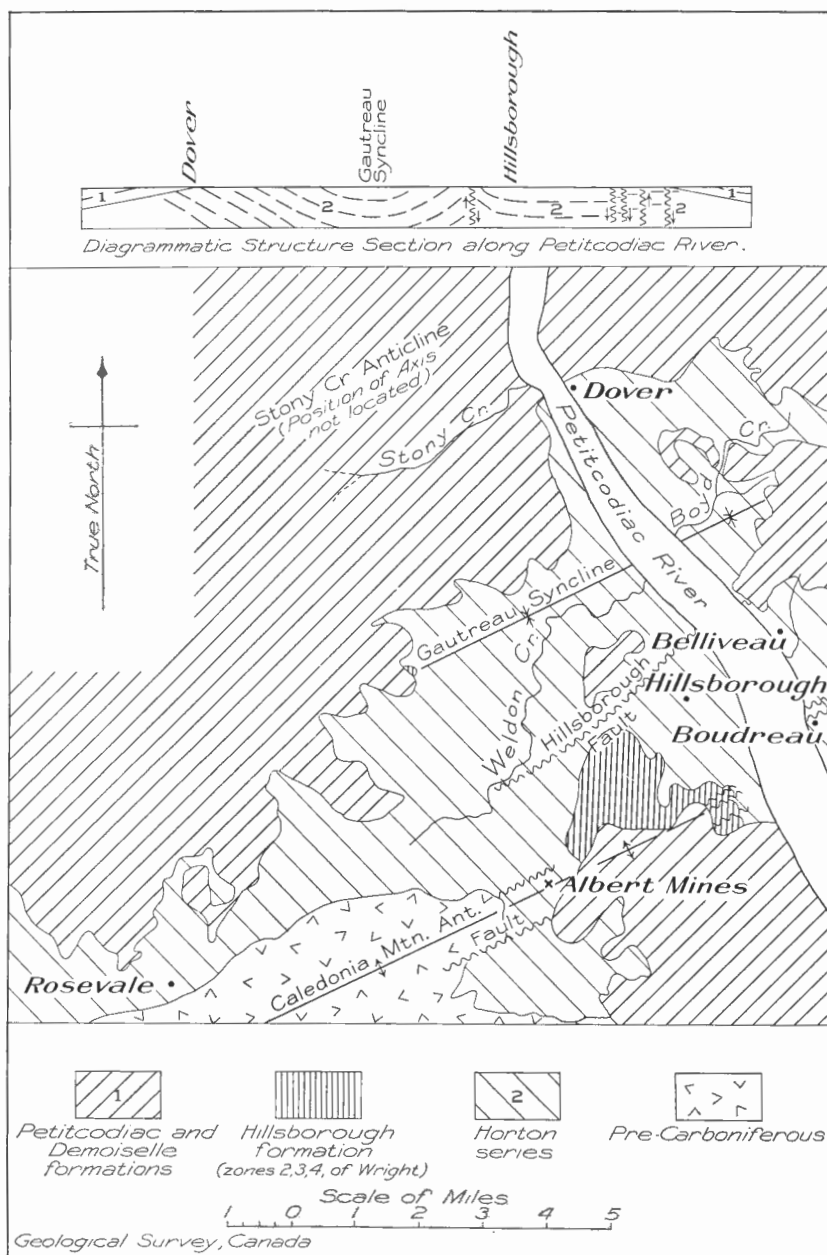 Dover
Gautreau
Syncline
Hillsborough
1
2
2
2
1
Diagrammatic Structure Section along Petitcodiac River.
True North
Stony Cr Anticline
(Position of Axis
not located)
Stony Cr.
Dover
Petitcodiac River
Boyd Cr.
Gautreau Syncline
Weldon Cr.
Belliveau
Hillsborough
Hillsborough
Fault
Boudreau
Albert Mines
Caledonia Mtn. Ant.
Fault
Rosevale
1
Petitcodiac and
Demoiselle
formations
Hillsborough
formation
(zones 2,3,4, of Wright)
2
Horton
series
Pre-Carboniferous
Scale of Miles
1 0 1 2 3 4 5
Geological Survey, Canada